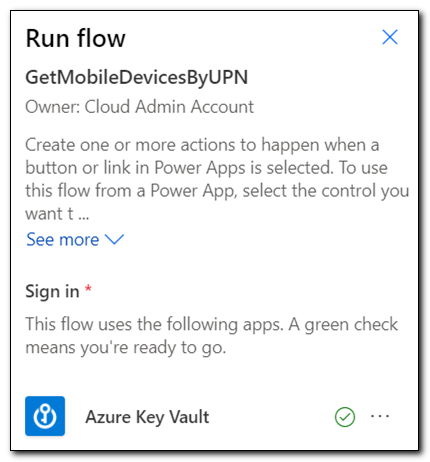 Run flow
GetMobileDevicesByUPN
Owner: Cloud Admin Account
Create one or more actions to happen when a
button or link in Power Apps is selected. To use
this flow from a Power App, select the control you
want t ...
See more
Sign in *
This flow uses the following apps. A green check
means you're ready to go.
Azure Key Vault